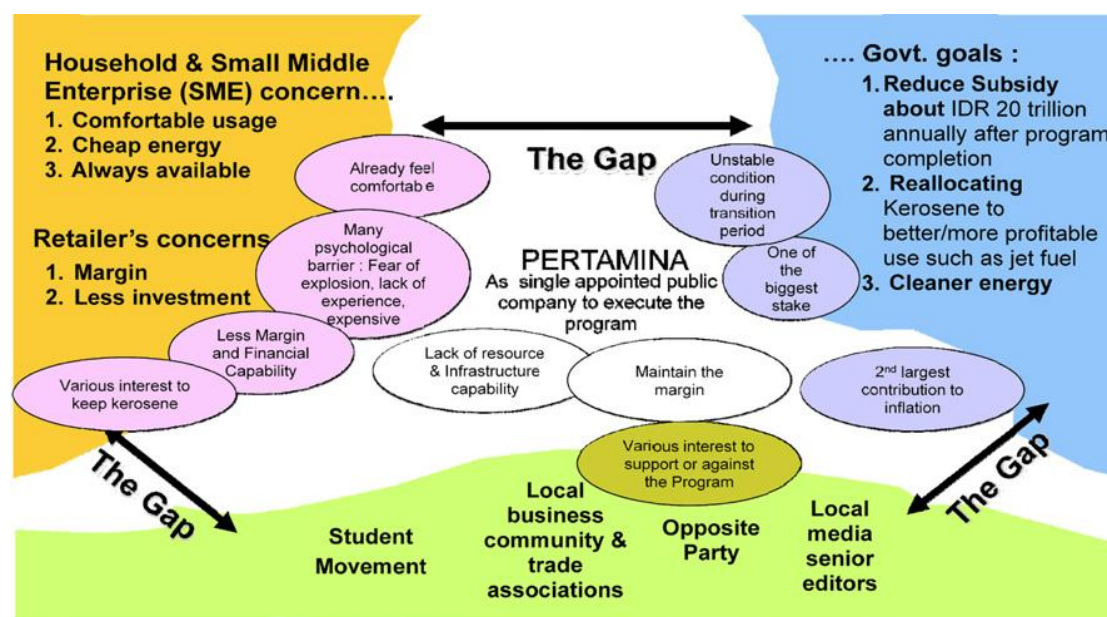 Household & Small Middle
Enterprise (SME) concern....
1. Comfortable usage
2. Cheap energy
3. Always available
Retailer's concerns
1. Margin
2. Less investment
Already feel
comfortable
Many
psychological
barrier : Fear of
explosion, lack of
experience,
expensive
Less Margin
and Financial
Capability
Various interest to
keep kerosene
The Gap
The Gap
PERTAMINA
As single appointed public
company to execute the
program
Lack of resource
& Infrastructure
capability
Maintain the
margin
Various interest to
support or against
the Program
Unstable
condition
during
transition
period
One of
the
biggest
stake
2nd largest
contribution to
inflation
.... Govt. goals :
1. Reduce Subsidy
about IDR 20 trillion
annually after program
completion
2. Reallocating
Kerosene to
better/more profitable
use such as jet fuel
3. Cleaner energy
The Gap
Student
Movement
Local
business
community &
trade
associations
Opposite
Party
Local
media
senior
editors